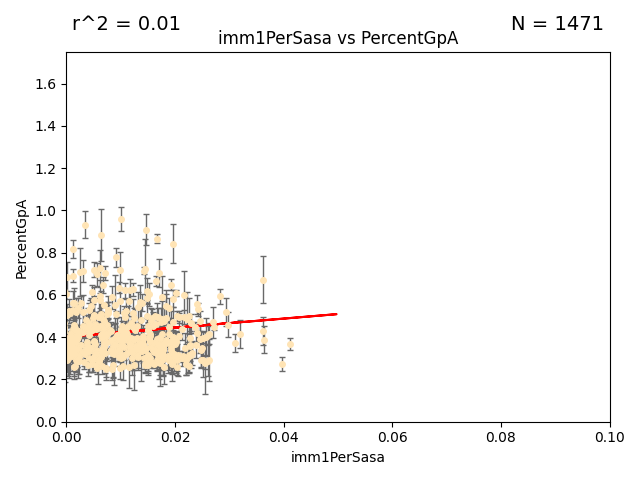 r^2 = 0.01
N = 1471
imm1PerSasa vs PercentGpA
1.6
1.4
1.2
1.0
0.8
0.6
0.4
0.2
0.0
PercentGpA
0.00 0.02 0.04 0.06 0.08 0.10
imm1PerSasa